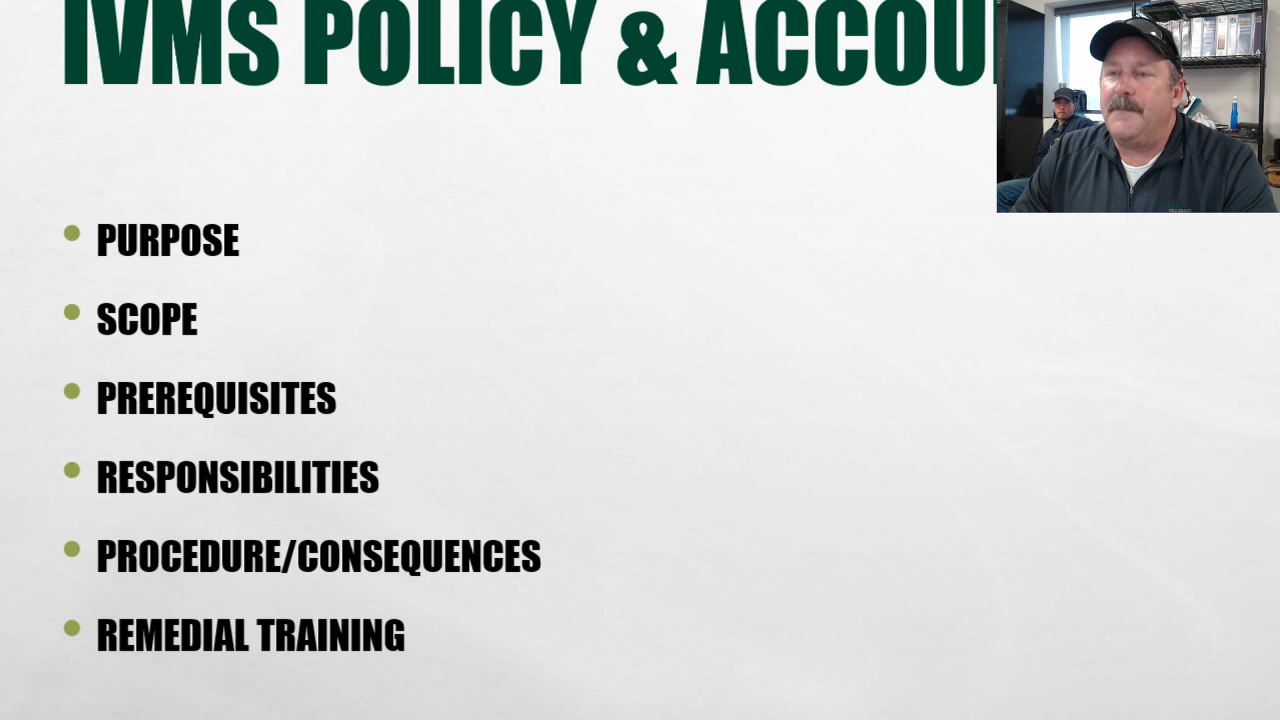 IVMS POLICY & ACCOU
PURPOSE
SCOPE
PREREQUISITES
RESPONSIBILITIES
PROCEDURE/CONSEQUENCES
REMEDIAL TRAINING